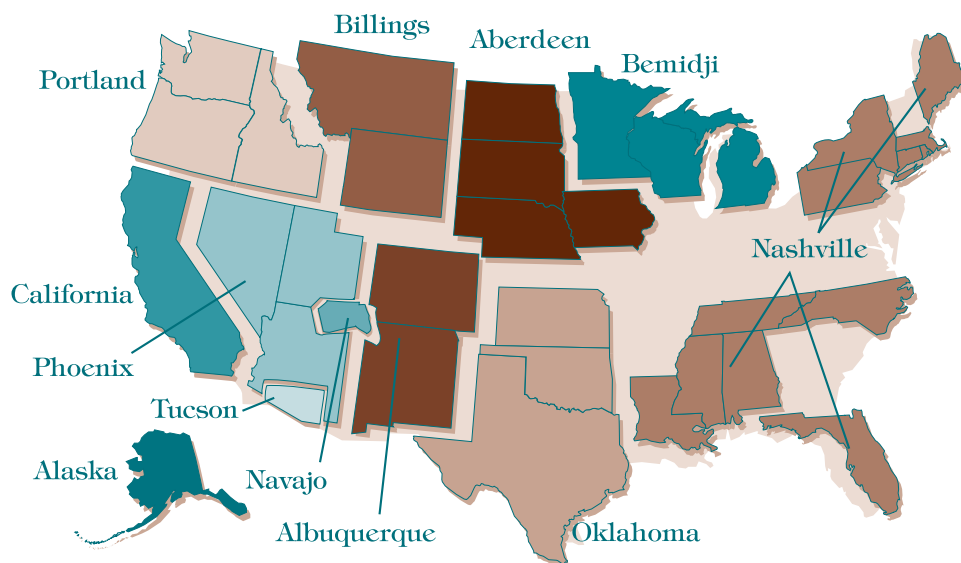 Billings
Aberdeen
Bemidji
Portland
Nashville
California
Phoenix
Tucson
Alaska
Navajo
Albuquerque
Oklahoma